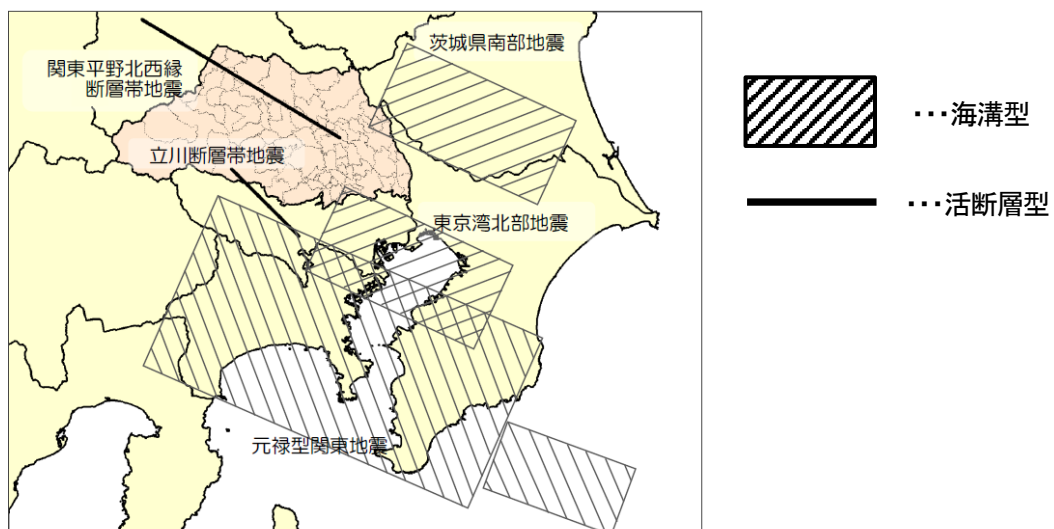 茨城県南部地震
関東平野北西縁
断層帯地震
立川断層帯地震
東京湾北部地震
元禄型関東地震
･･･海溝型
･･･活断層型